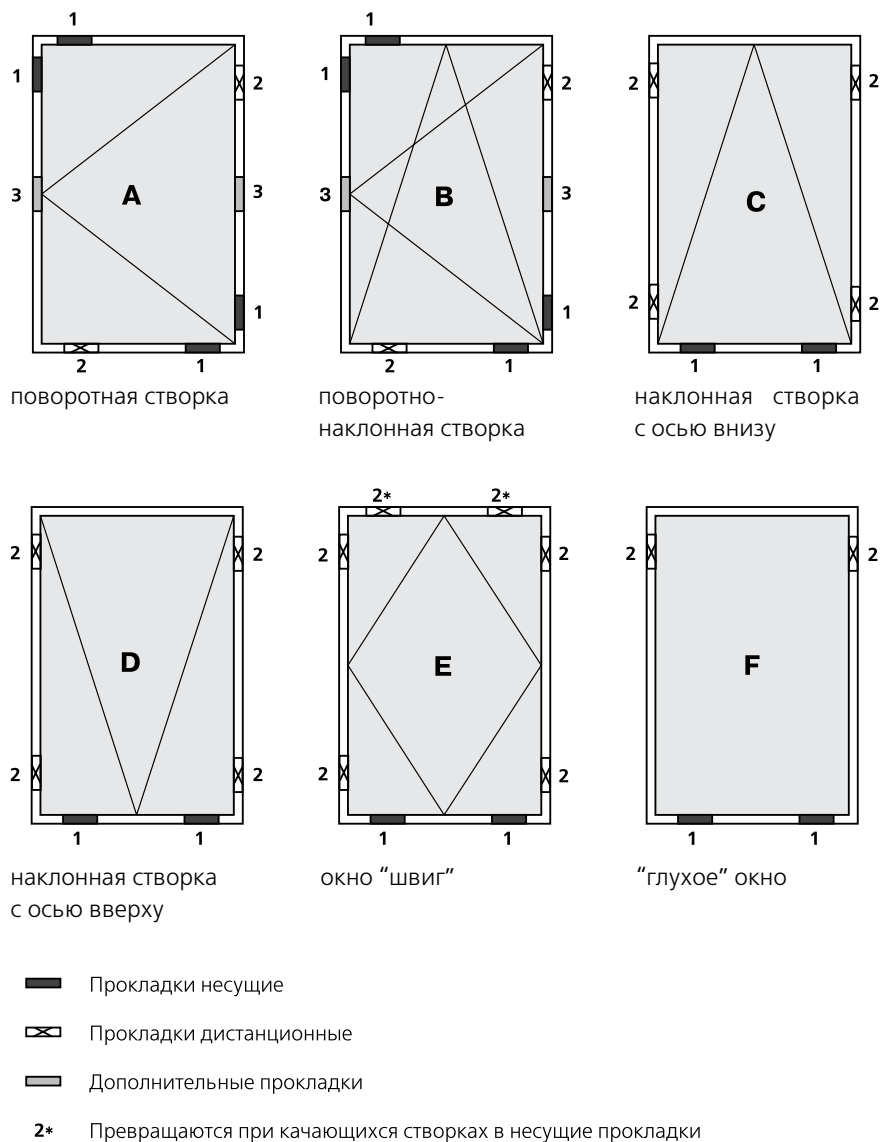 1
1
1
1
2
2
2
2
2
A
B
C
3
3
3
3
2
2
1
1
2
1
2
1
1
1
поворотная створка
поворотно-
наклонная створка
наклонная створка
с осью внизу
2*
2*
2
2
2
2
2
2
D
E
F
2
2
2
2
1
1
1
1
1
1
наклонная створка
с осью вверху
окно “швиг”
“глухое” окно
Прокладки несущие
Прокладки дистанционные
Дополнительные прокладки
2* Превращаются при качающихся створках в несущие прокладки